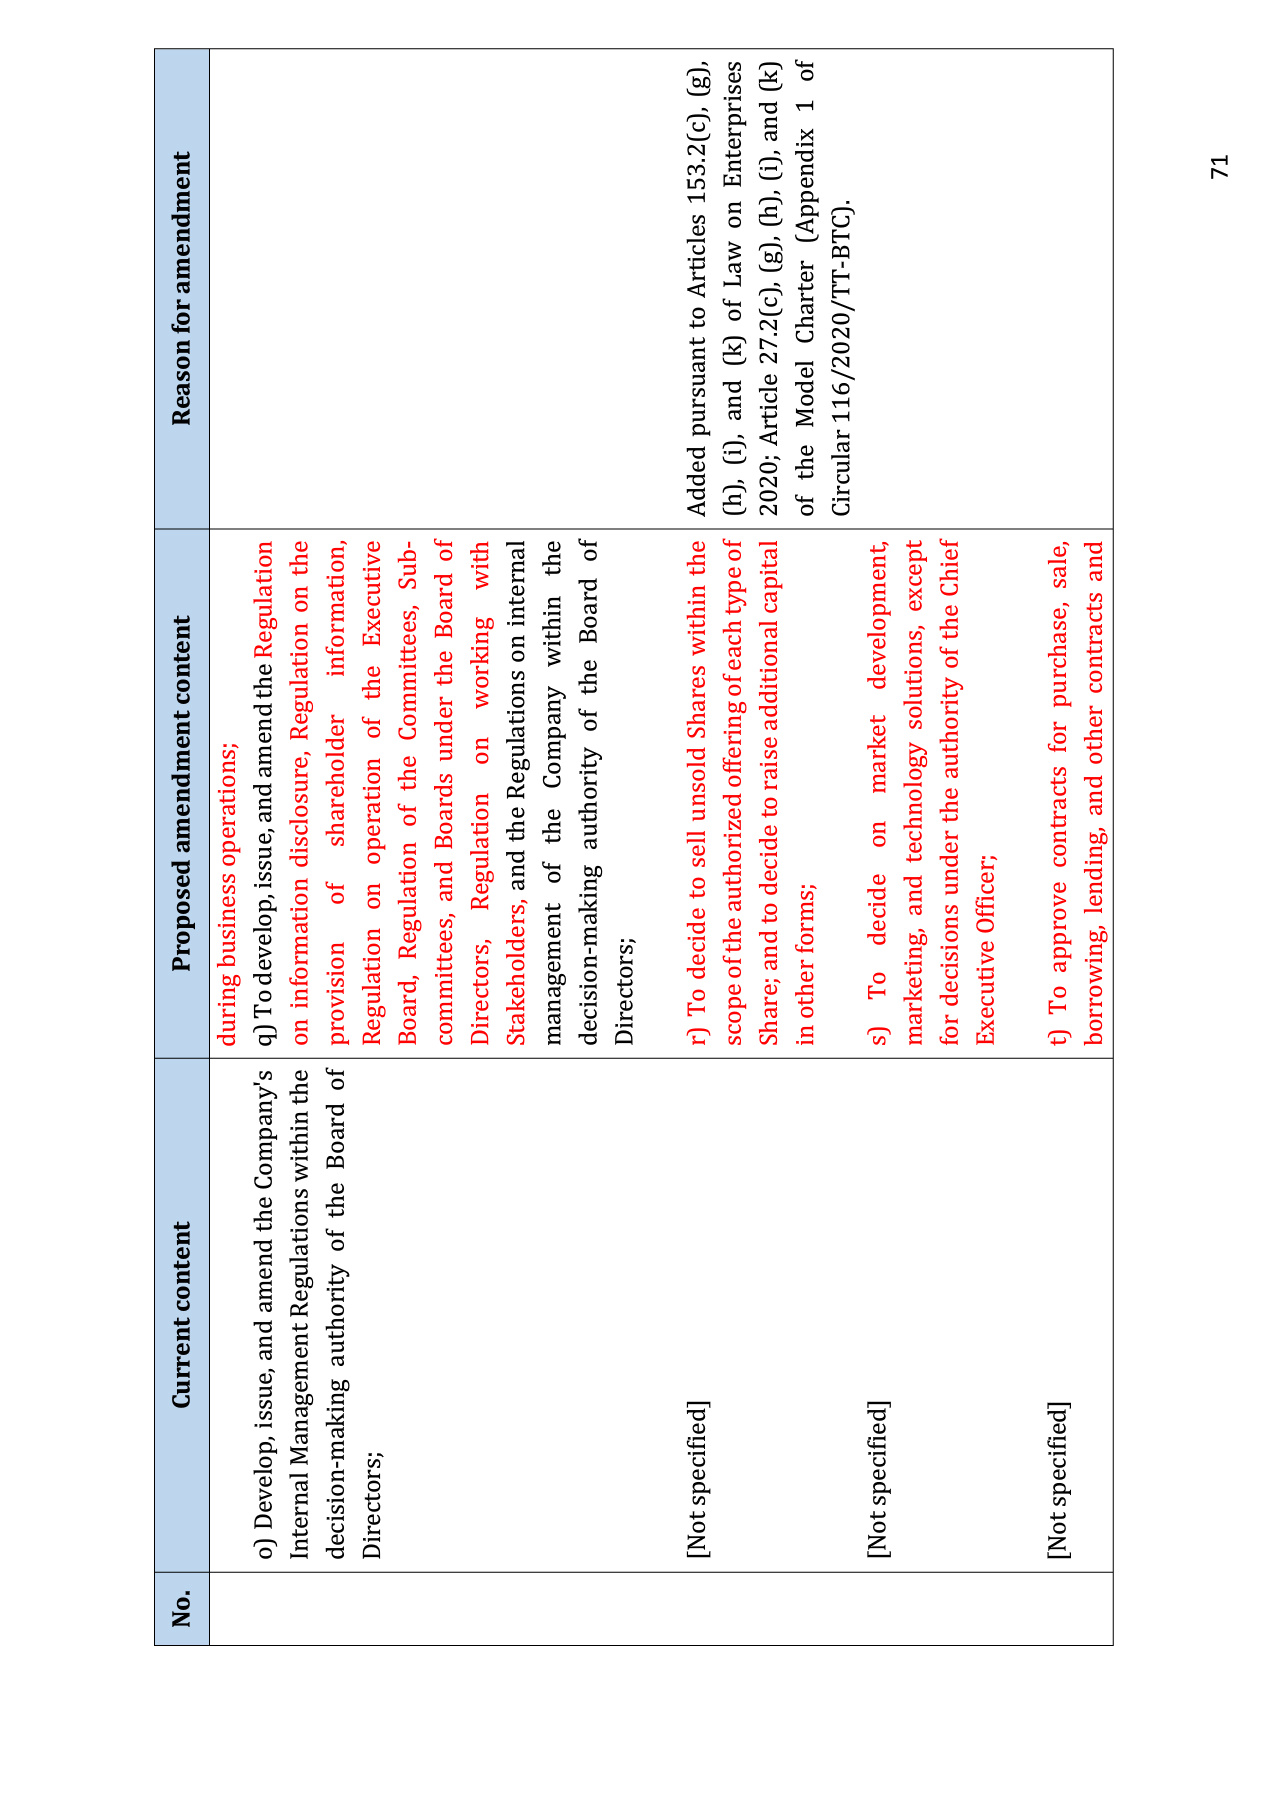 No.
Current content
Proposed amendment content
Reason for amendment
o) Develop, issue, and amend the Company's
Internal Management Regulations within the
decision-making authority of the Board of
Directors;
[Not specified]
[Not specified]
[Not specified]
during business operations;
q) To develop, issue, and amend the Regulation
on information disclosure, Regulation on the
provision of shareholder information,
Regulation on operation of the Executive
Board, Regulation of the Committees, Sub-
committees, and Boards under the Board of
Directors, Regulation on working with
Stakeholders, and the Regulations on internal
management of the Company within the
decision-making authority of the Board of
Directors;
r) To decide to sell unsold Shares within the
scope of the authorized offering of each type of
Share; and to decide to raise additional capital
in other forms;
s) To decide on market development,
marketing, and technology solutions, except
for decisions under the authority of the Chief
Executive Officer;
t) To approve contracts for purchase, sale,
borrowing, lending, and other contracts and
Added pursuant to Articles 153.2(c), (g),
(h), (i), and (k) of Law on Enterprises
2020; Article 27.2(c), (g), (h), (i), and (k)
of the Model Charter (Appendix 1 of
Circular 116/2020/TT-BTC).
71